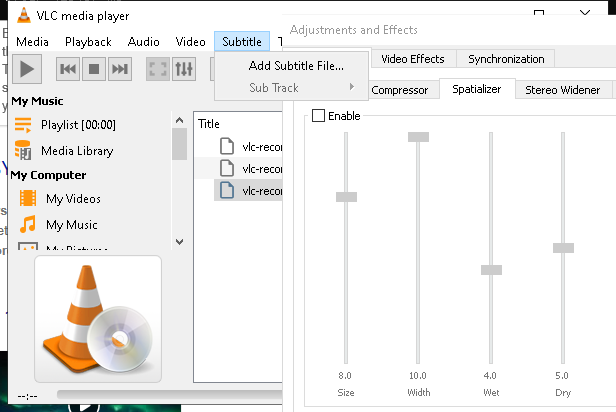 VLC media player
Adjustments and Effects
Media Playback Audio Video Subtitle
Video Effects Synchronization
Add Subtitle File...
Sub Track
Compressor Spatializer Stereo Widener
My Music
Playlist [00:00]
Media Library
My Computer
My Videos
My Music
My Pictures
Title
vlc-recor
vlc-recor
vlc-recor
Enable
8.0 10.0 4.0 5.0
Size Width Wet Dry
--:--